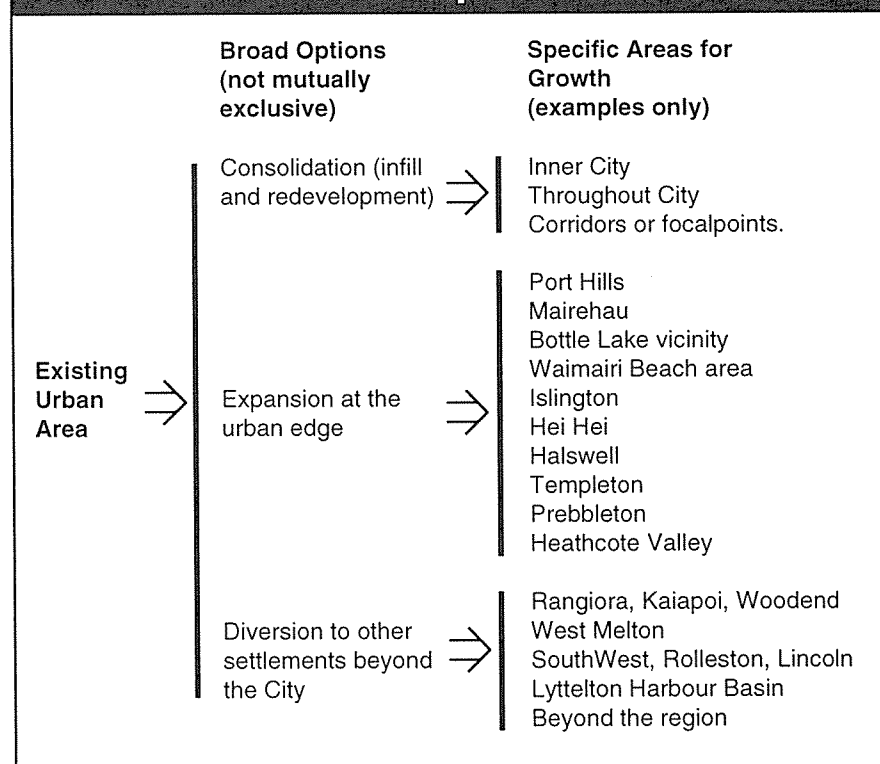 Broad Options
(not mutually
exclusive)
Specific Areas for
Growth
(examples only)
Existing
Urban
Area
Consolidation (infill
and redevelopment)
Inner City
Throughout City
Corridors or focalpoints.
Expansion at the
urban edge
Port Hills
Mairehau
Bottle Lake vicinity
Waimairi Beach area
Islington
Hei Hei
Halswell
Templeton
Prebbleton
Heathcote Valley
Diversion to other
settlements beyond
the City
Rangiora, Kaiapoi, Woodend
West Melton
SouthWest, Rolleston, Lincoln
Lyttelton Harbour Basin
Beyond the region